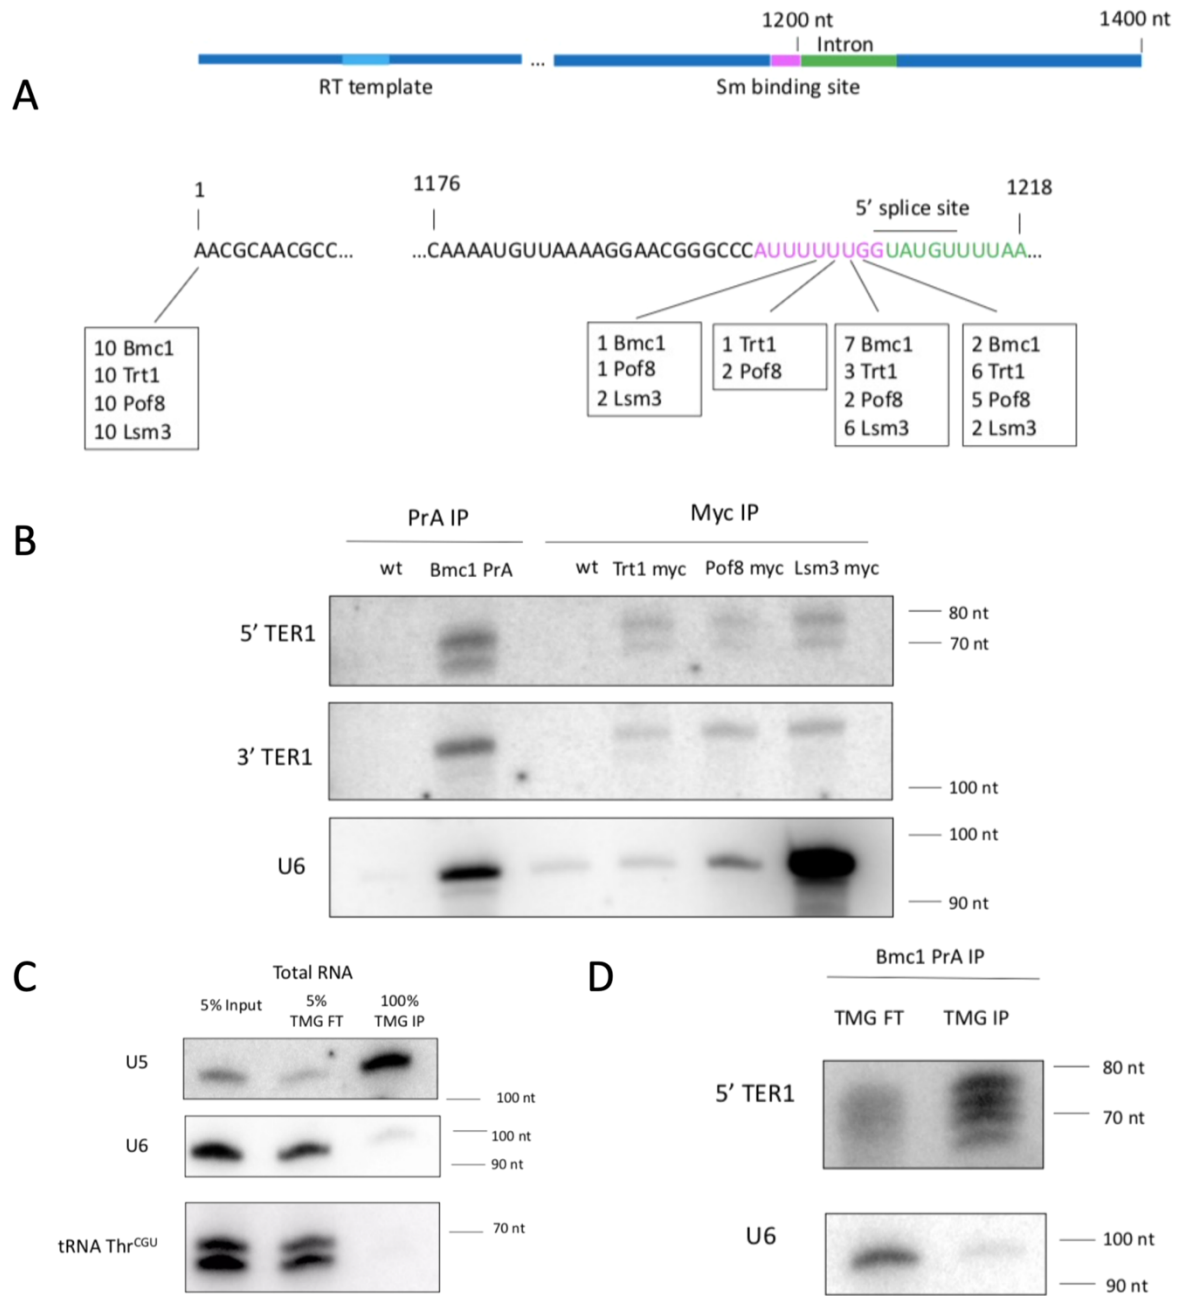 A
1200 nt
1400 nt
Intron
...
RT template
Sm binding site
1
1176
1218
5’ splice site
AACGCAACGCC...
...CAAAAUGUUAAAAGGAACGGGCCCAUUUUUUGGUAUGUUUUAA...
10 Bmc1
10 Trt1
10 Pof8
10 Lsm3
1 Bmc1
1 Pof8
2 Lsm3
1 Trt1
2 Pof8
7 Bmc1
3 Trt1
2 Pof8
6 Lsm3
2 Bmc1
6 Trt1
5 Pof8
2 Lsm3
B
PrA IP
Myc IP
wt
Bmc1 PrA
wt
Trt1 myc
Pof8 myc
Lsm3 myc
5’ TER1
80 nt
70 nt
3’ TER1
100 nt
U6
100 nt
90 nt
C
Total RNA
5% Input
5%
TMG FT
100%
TMG IP
U5
100 nt
U6
100 nt
90 nt
tRNA ThrCGU
70 nt
D
Bmc1 PrA IP
TMG FT
TMG IP
5’ TER1
80 nt
70 nt
U6
100 nt
90 nt